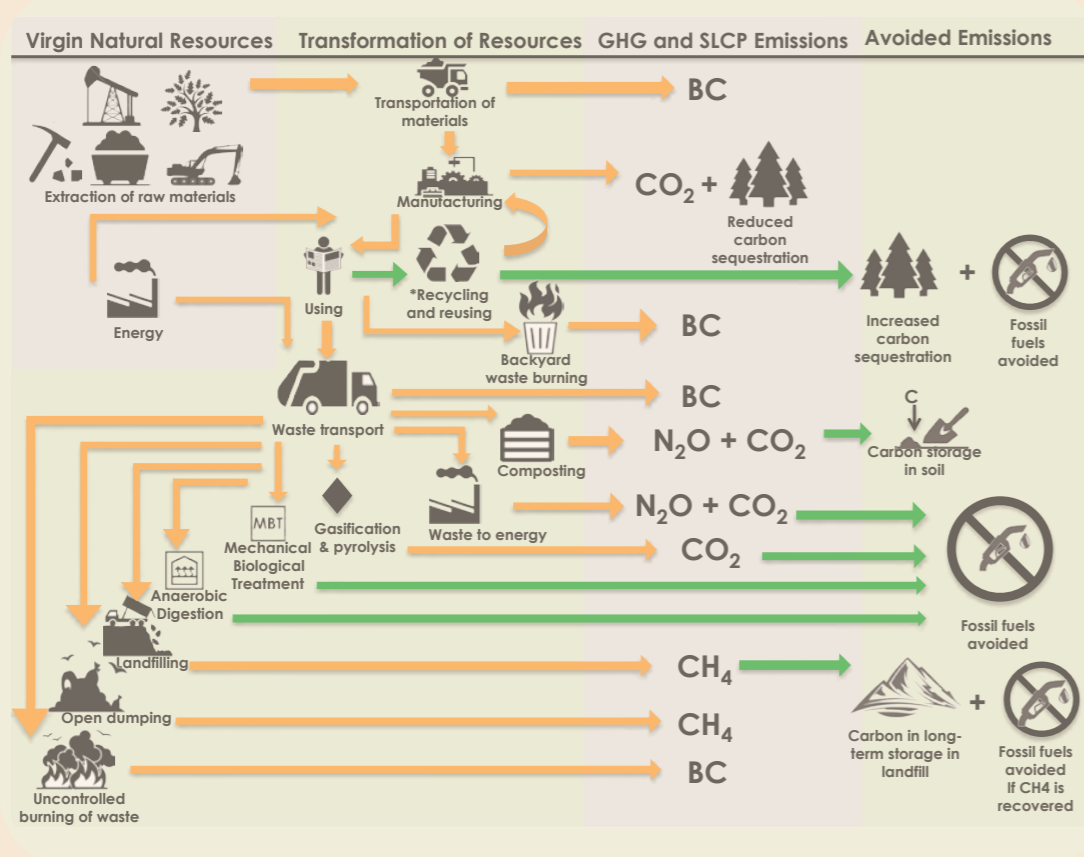 Virgin Natural Resources
Transformation of Resources
GHG and SLCP Emissions
Avoided Emissions
Extraction of raw materials
Transportation of
materials
BC
Manufacturing
CO2 +
Reduced
carbon
sequestration
Energy
Using
*Recycling
and reusing
+
Increased
carbon
sequestration
Fossil
fuels
avoided
Backyard
waste burning
BC
Waste transport
BC
Composting
N2O + CO2
C
Carbon storage
in soil
MBT
Mechanical
Biological
Treatment
Gasification
& pyrolysis
Waste to energy
N2O + CO2
CO2
Fossil fuels
avoided
Anaerobic
Digestion
Landfilling
CH4
+
Carbon in long-
term storage in
landfill
Fossil fuels
avoided
If CH4 is
recovered
Open dumping
CH4
Uncontrolled
burning of waste
BC